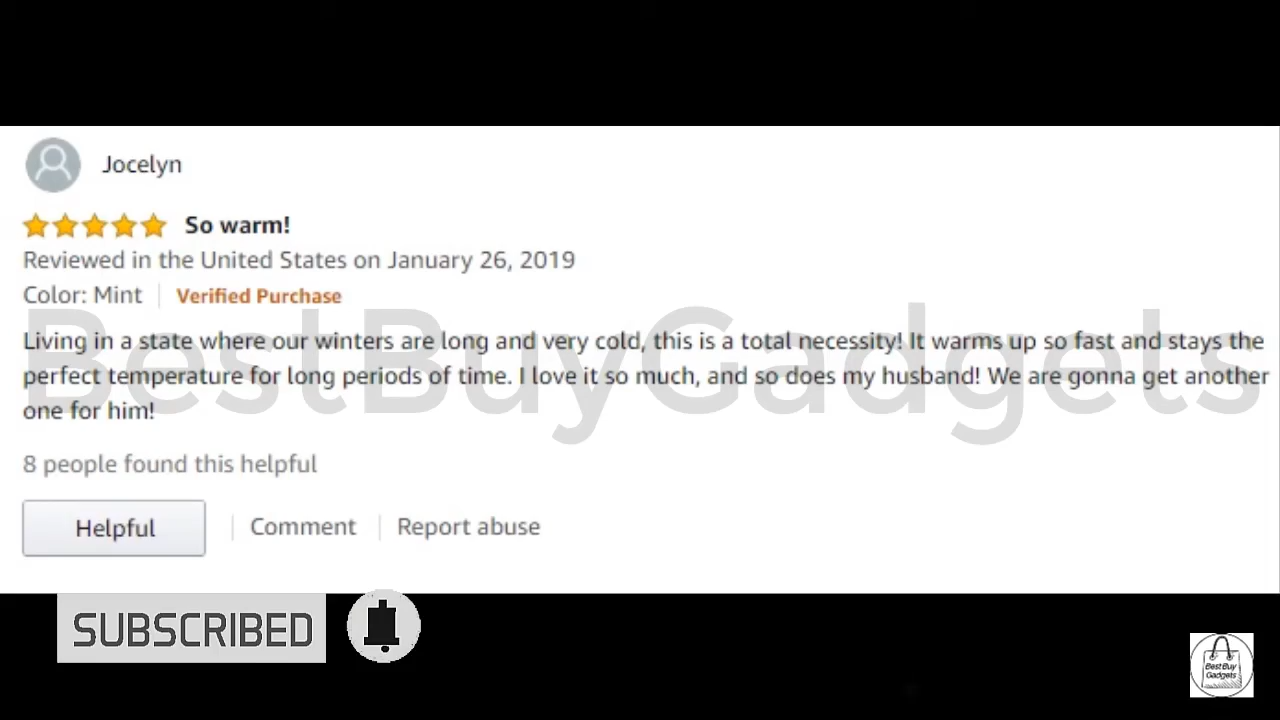 Jocelyn
So warm!
Reviewed in the United States on January 26, 2019
Color: Mint Verified Purchase
BestBuyGadgets
Living in a state where our winters are long and very cold, this is a total necessity! It warms up so fast and stays the
perfect temperature for long periods of time. I love it so much, and so does my husband! We are gonna get another
one for him!
8 people found this helpful
Helpful Comment Report abuse
SUBSCRIBED
BestBuy
Gadgets